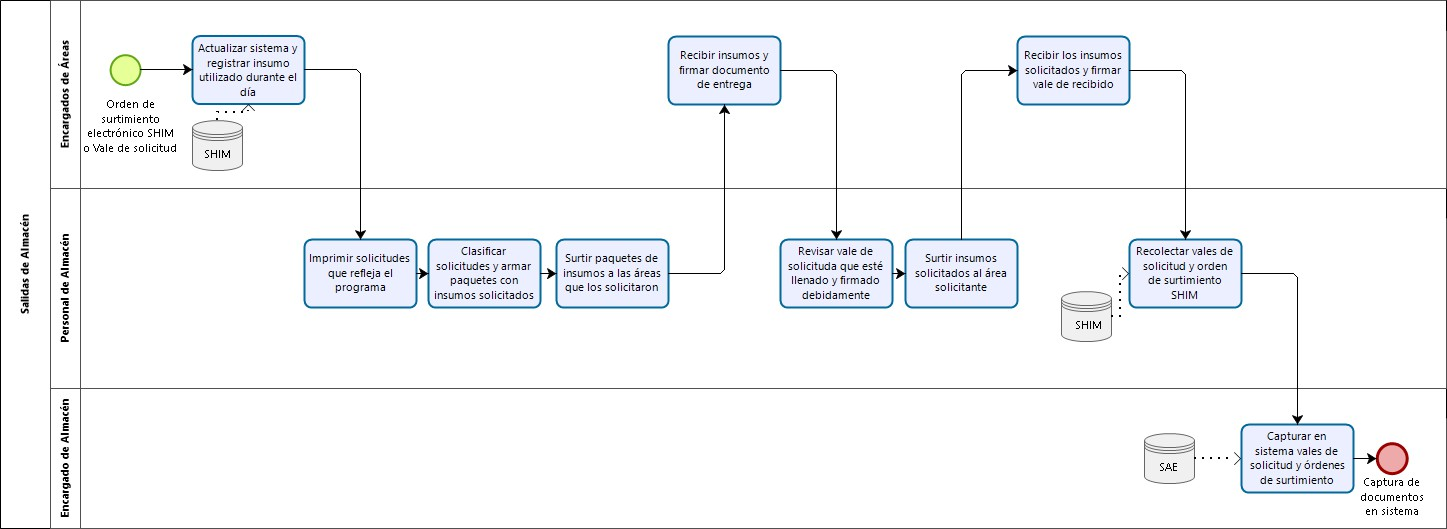 Salidas de Almacén
Encargados de Áreas
Orden de
surtimiento
electrónico SHIM
o Vale de solicitud
Actualizar sistema y
registrar insumo
utilizado durante el
día
SHIM
Recibir insumos y
firmar documento
de entrega
Recibir los insumos
solicitados y firmar
vale de recibido
Personal de Almacén
Imprimir solicitudes
que refleja el
programa
Clasificar
solicitudes y armar
paquetes con
insumos solicitados
Surtir paquetes de
insumos a las áreas
que los solicitaron
Revisar vale de
solicituda que esté
llenado y firmado
debidamente
Surtir insumos
solicitados al área
solicitante
SHIM
Recolectar vales de
solicitud y orden
de surtimiento
SHIM
Encargado de Almacén
SAE
Capturar en
sistema vales de
solicitud y órdenes
de surtimiento
Captura de
documentos
en sistema